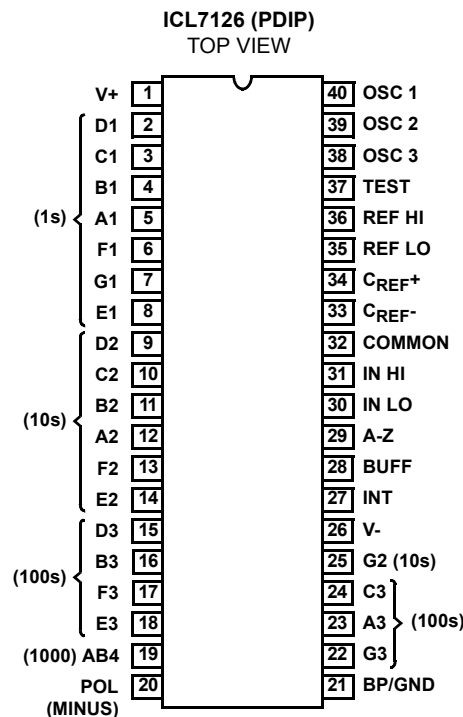 ICL7126 (PDIP)
TOP VIEW
V+ 1 40 OSC 1
D1 2 39 OSC 2
C1 3 38 OSC 3
B1 4 37 TEST
(1s) A1 5 36 REF HI
F1 6 35 REF LO
G1 7 34 CREF+
E1 8 33 CREF-
D2 9 32 COMMON
C2 10 31 IN HI
B2 11 30 IN LO
(10s) A2 12 29 A-Z
F2 13 28 BUFF
E2 14 27 INT
D3 15 26 V-
B3 16 25 G2 (10s)
(100s) F3 17 24 C3
E3 18 23 A3 (100s)
(1000) AB4 19 22 G3
POL 20 21 BP/GND
(MINUS)